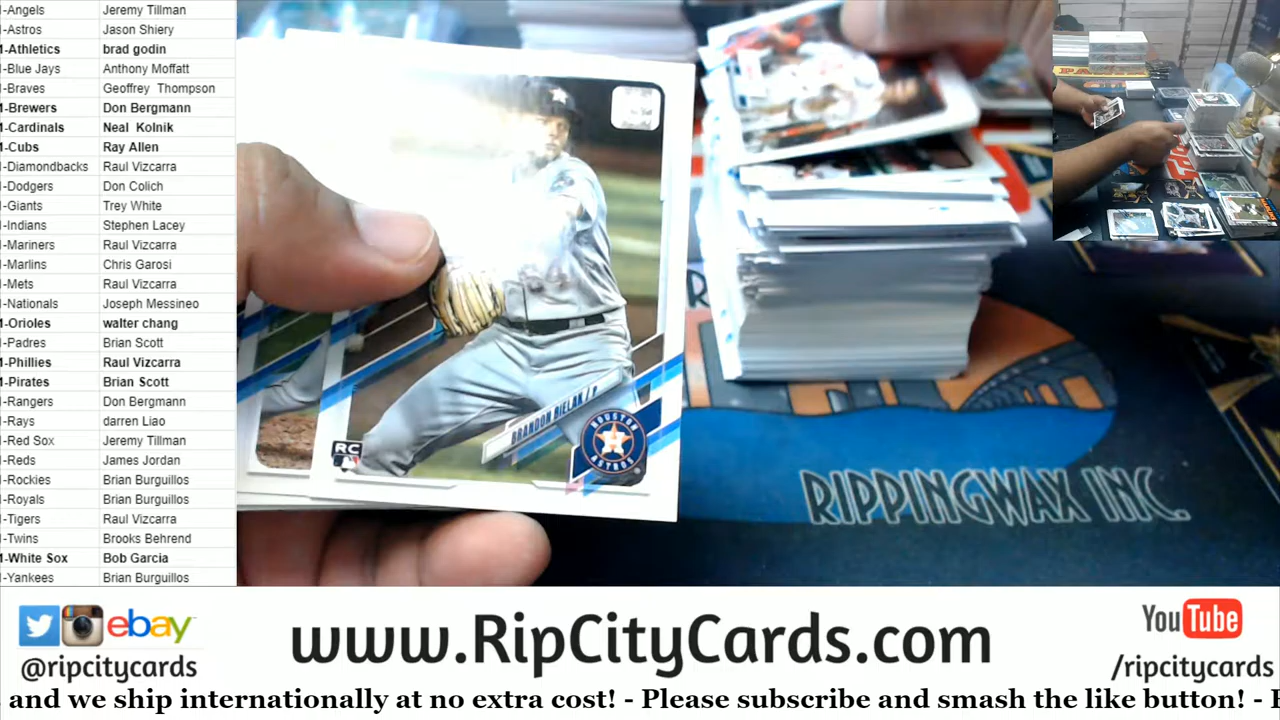 -Angels Jeremy Tillman
-Astros Jason Shiery
-Athletics brad godin
-Blue Jays Anthony Moffatt
-Braves Geoffrey Thompson
-Brewers Don Bergmann
-Cardinals Neal Kolnik
-Cubs Ray Allen
-Diamondbacks Raul Vizcarra
-Dodgers Don Colich
-Giants Trey White
-Indians Stephen Lacey
-Mariners Raul Vizcarra
-Marlins Chris Garosi
-Mets Raul Vizcarra
-Nationals Joseph Messineo
-Orioles walter chang
-Padres Brian Scott
-Phillies Raul Vizcarra
-Pirates Brian Scott
-Rangers Don Bergmann
-Rays darren Liao
-Red Sox Jeremy Tillman
-Reds James Jordan
-Rockies Brian Burguillos
-Royals Brian Burguillos
-Tigers Raul Vizcarra
-Twins Brooks Behrend
-White Sox Bob Garcia
-Yankees Brian Burguillos
BRANDON BIELAK / P
HOUSTON
ASTROS
RC
RIPPINGWAX INC.
ebay
@ripcitycards
www.RipCityCards.com
YouTube
/ripcitycards
and we ship internationally at no extra cost! - Please subscribe and smash the like button! -